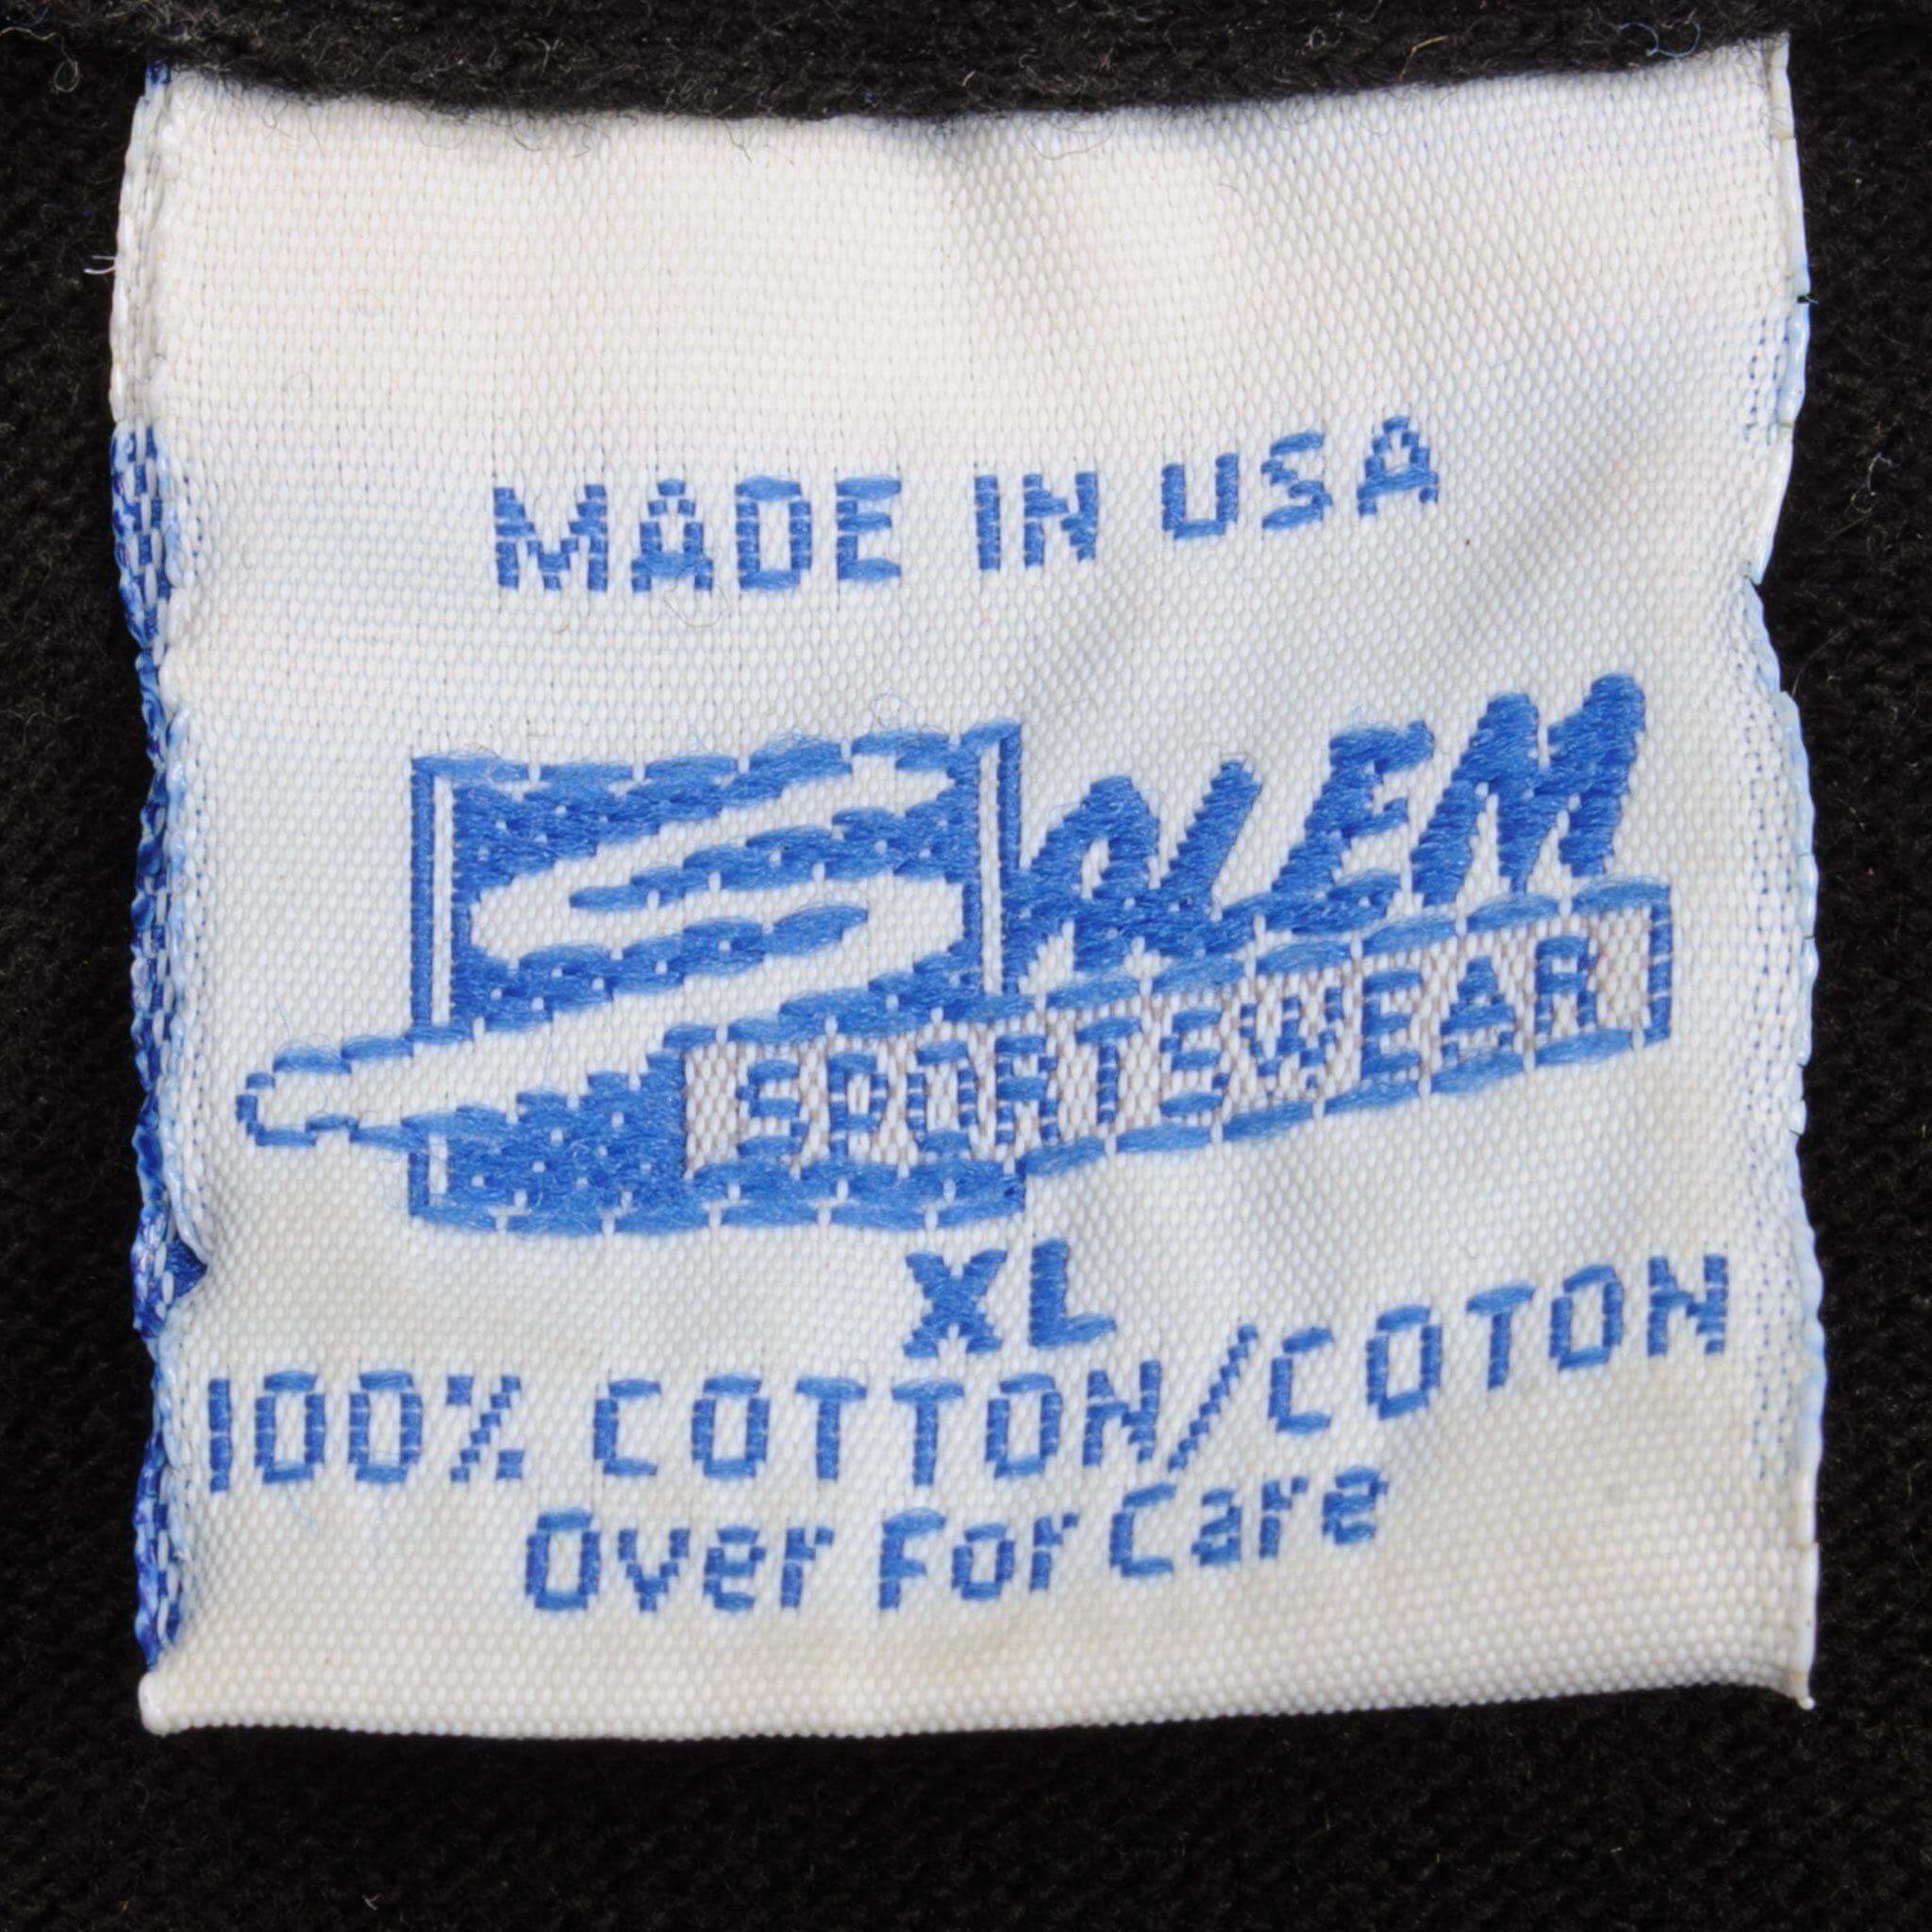 MADE IN USA
SALEM
SPORTSWEAR
XL
100% COTTON/COTON
Over For Care